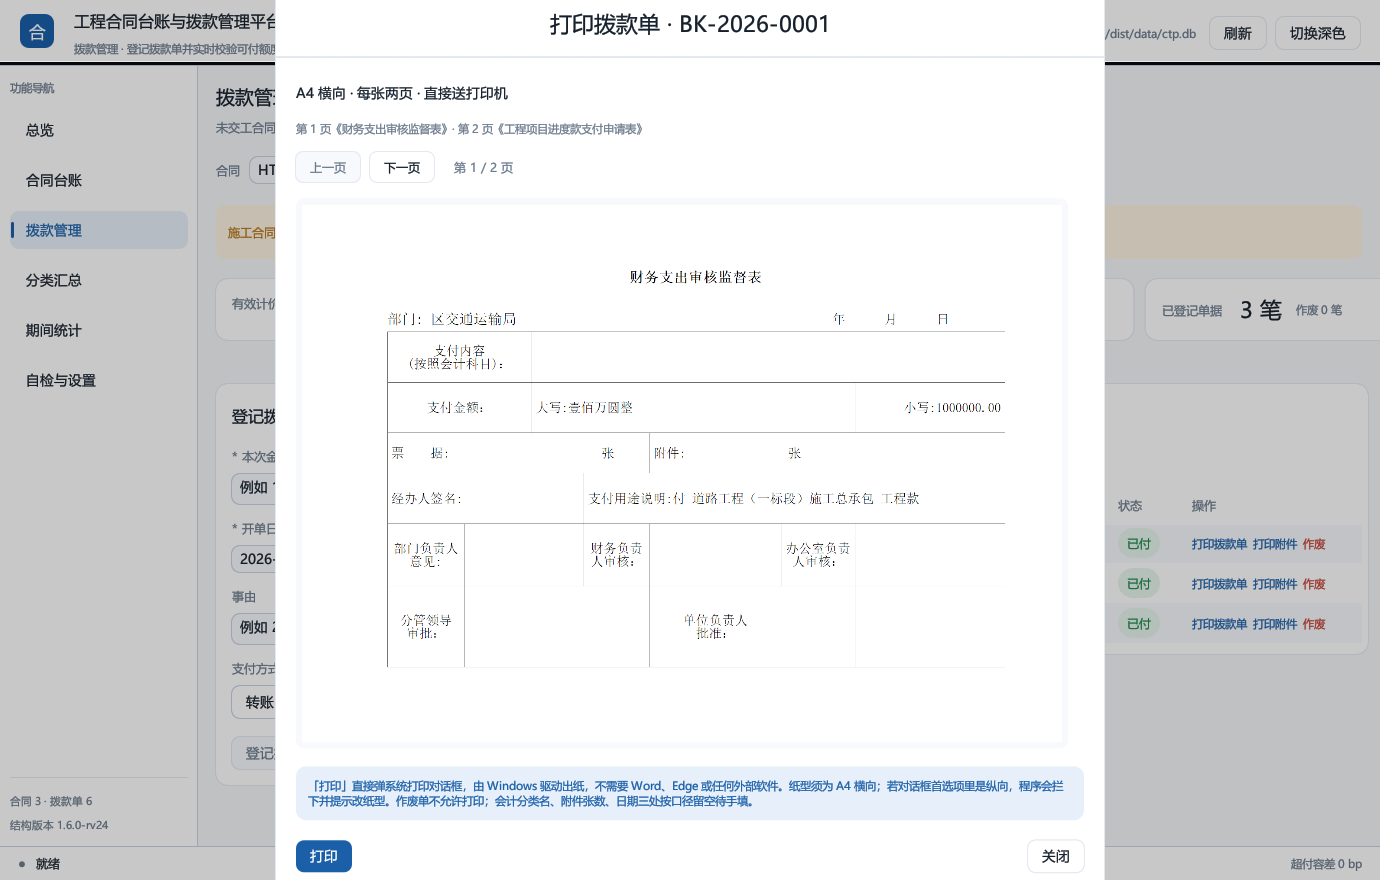 合
工程合同台账与拨款管理平台
拨款管理 · 登记拨款单并实时校验可付额度
/dist/data/ctp.db
刷新
切换深色
打印拨款单 · BK-2026-0001
功能导航
总览
合同台账
拨款管理
分类汇总
期间统计
自检与设置
合同 3 · 拨款单 6
结构版本 1.6.0-rv24
就绪
超付容差 0 bp
拨款管
未交工合同
合同 HT
施工合同
有效计价
已登记单据 3 笔 作废 0 笔
登记拨
* 本次金
例如
* 开单日
2026-
事由
例如 2
支付方式
转账
登记
状态 操作
已付 打印拨款单 打印附件 作废
已付 打印拨款单 打印附件 作废
已付 打印拨款单 打印附件 作废
A4 横向 · 每张两页 · 直接送打印机
第 1 页《财务支出审核监督表》 · 第 2 页《工程项目进度款支付申请表》
上一页 下一页 第 1 / 2 页
财务支出审核监督表
部门：区交通运输局 年 月 日
支付内容
（按照会计科目）：
支付金额： 大写:壹佰万圆整 小写:1000000.00
票 据： 张 附件： 张
经办人签名： 支付用途说明:付 道路工程（一标段）施工总承包 工程款
部门负责人
意见：
财务负责
人审核：
办公室负责
人审核：
分管领导
审批：
单位负责人
批准：
「打印」直接弹系统打印对话框，由 Windows 驱动出纸，不需要 Word、Edge 或任何外部软件。纸型须为 A4 横向；若对话框首选项里是纵向，程序会拦
下并提示改纸型。作废单不允许打印；会计分类名、附件张数、日期三处按口径留空待手填。
打印
关闭